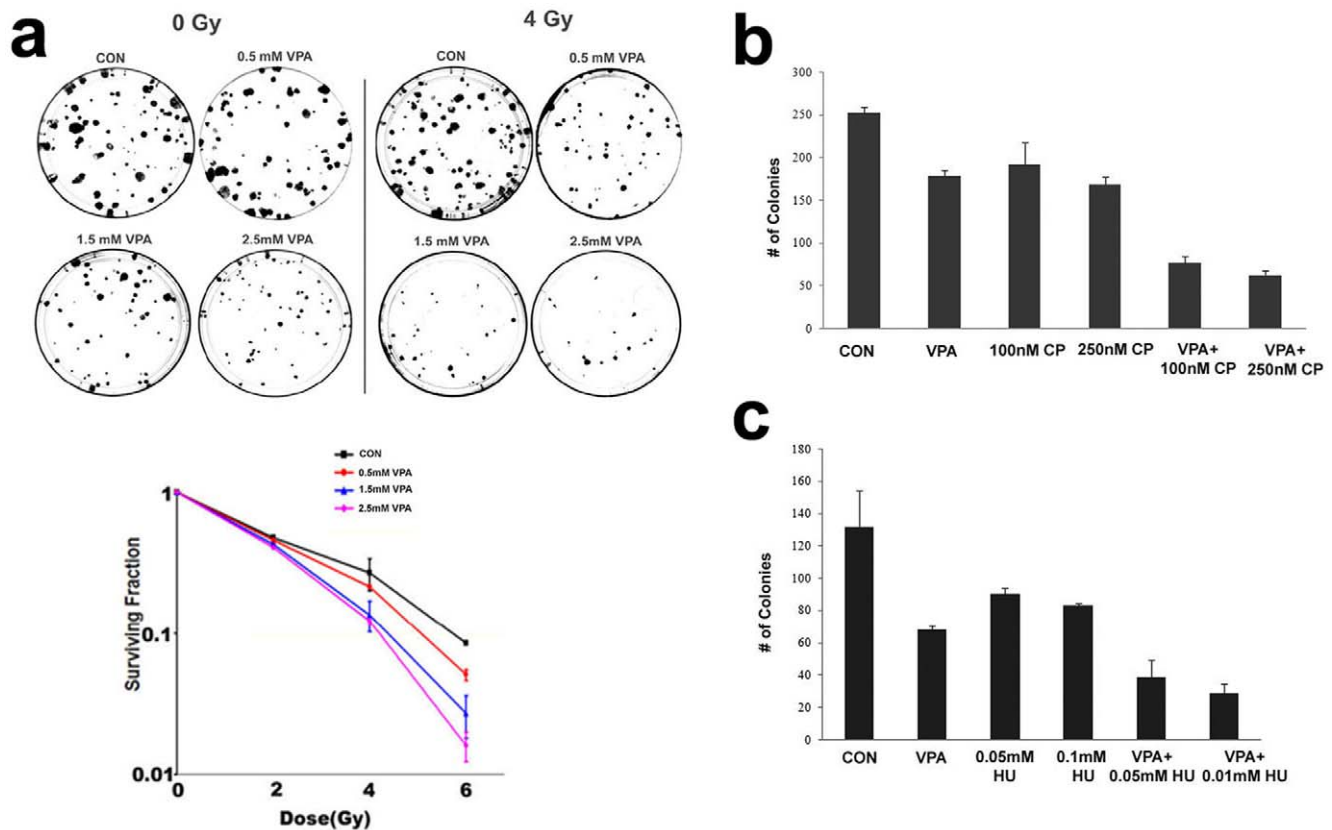 a
0 Gy
4 Gy
CON
0.5 mM VPA
CON
0.5 mM VPA
1.5 mM VPA
2.5mM VPA
1.5 mM VPA
2.5mM VPA
CON
0.5mM VPA
1.5mM VPA
2.5mM VPA
Surviving Fraction
1
0.1
0.01
0
2
4
6
Dose(Gy)
b
# of Colonies
300
250
200
150
100
50
0
CON
VPA
100nM CP
250nM CP
VPA+
100nM CP
VPA+
250nM CP
c
# of Colonies
180
160
140
120
100
80
60
40
20
0
CON
VPA
0.05mM
HU
0.1mM
HU
VPA+
0.05mM HU
VPA+
0.01mM HU